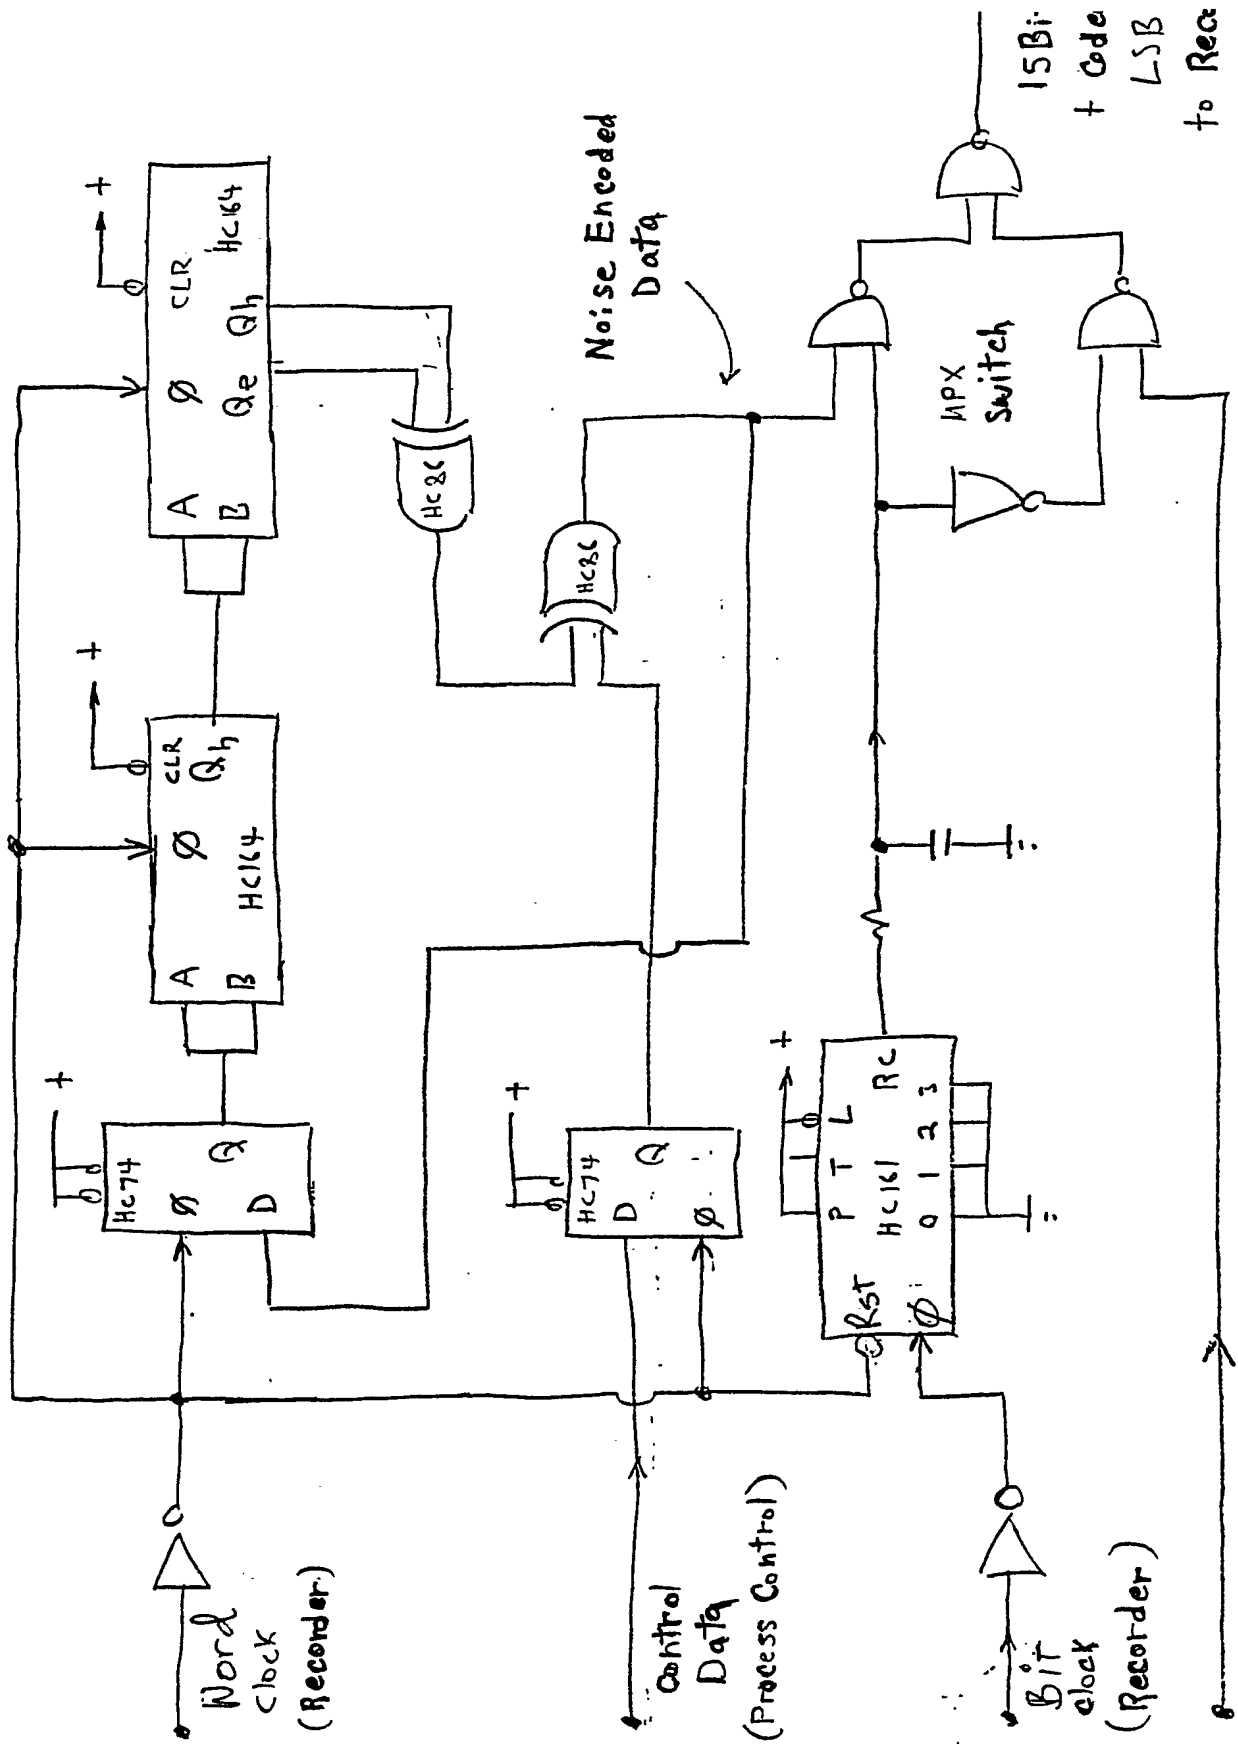 Word
Clock
(Recorder)
Control
Data
(Process Control)
Bit
Clock
(Recorder)
+
HC74
Ø
Q
D
+
HC74
D
Q
Ø
+
P T L
Rst
HC161
RC
Ø
0 1 2 3
+
A
Ø
CLR
Qh
B
HC164
+
A
Ø
CLR
B
Qe
Qh
HC164
HC86
HC86
Noise Encoded
Data
MPX
Switch
15Bi
+ Code
LSB
to Rec